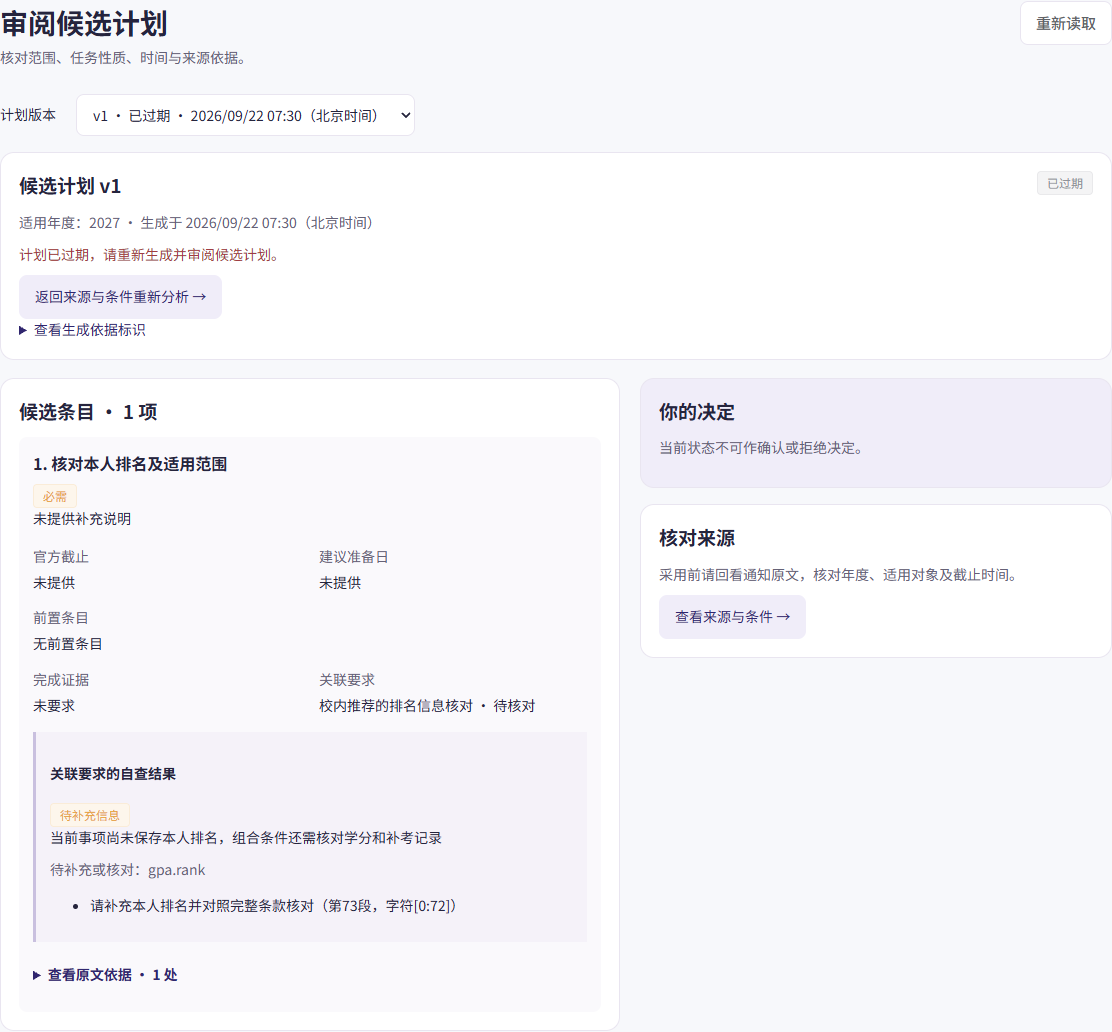 审阅候选计划
重新读取
核对范围、任务性质、时间与来源依据。
计划版本
v1 · 已过期 · 2026/09/22 07:30（北京时间）
候选计划 v1
已过期
适用年度：2027 · 生成于 2026/09/22 07:30（北京时间）
计划已过期，请重新生成并审阅候选计划。
返回来源与条件重新分析 →
▶ 查看生成依据标识
候选条目 · 1 项
1. 核对本人排名及适用范围
必需
未提供补充说明
官方截止
建议准备日
未提供
未提供
前置条目
无前置条目
完成证据
关联要求
未要求
校内推荐的排名信息核对 · 待核对
关联要求的自查结果
待补充信息
当前事项尚未保存本人排名，组合条件还需核对学分和补考记录
待补充或核对：gpa.rank
• 请补充本人排名并对照完整条款核对（第73段，字符[0:72]）
▶ 查看原文依据 · 1 处
你的决定
当前状态不可作确认或拒绝决定。
核对来源
采用前请回看通知原文，核对年度、适用对象及截止时间。
查看来源与条件 →